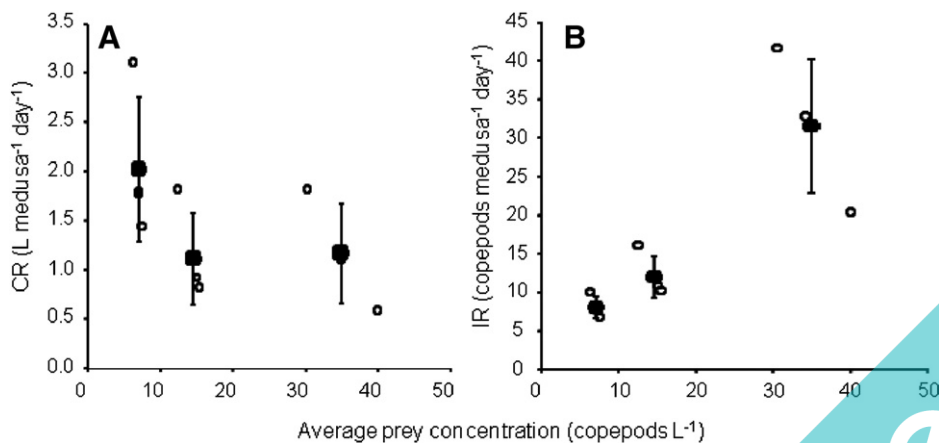 A
CR (L medusa⁻¹ day⁻¹)
3.5
3.0
2.5
2.0
1.5
1.0
0.5
0.0
0 10 20 30 40 50
B
IR (copepods medusa⁻¹ day⁻¹)
45
40
35
30
25
20
15
10
5
0
0 10 20 30 40 50
Average prey concentration (copepods L⁻¹)